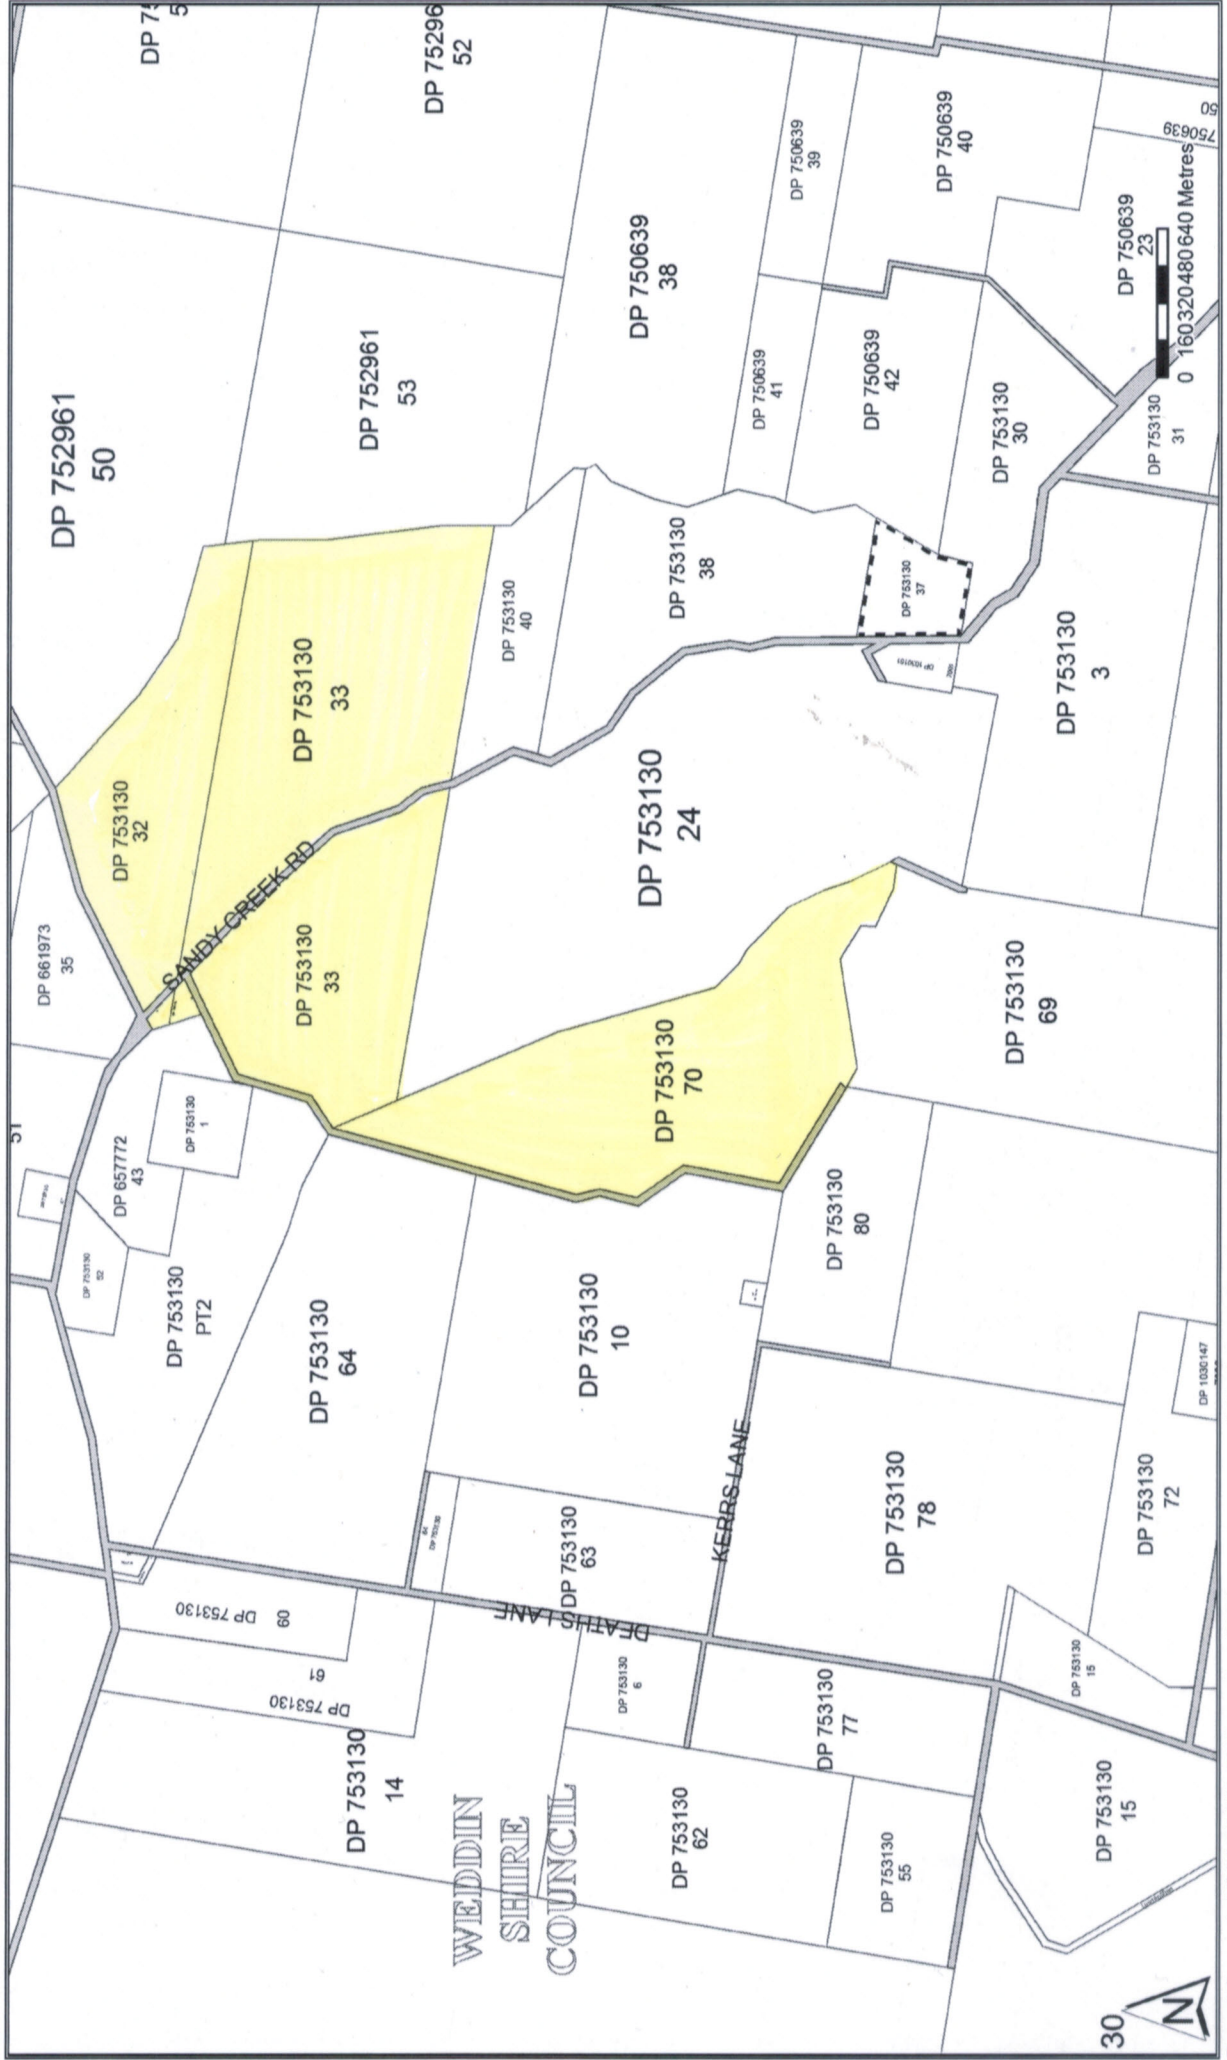 DP 75
5
DP 75296
52
DP 752961
50
DP 752961
53
DP 750639
38
DP 750639
39
DP 750639
40
750639
50
DP 750639
41
DP 750639
42
DP 750639
23
0 160320480640 Metres
DP 753130
30
DP 753130
31
DP 753130
32
DP 753130
33
DP 753130
40
DP 753130
38
DP 753130
37
DP 753130
3
DP 661973
35
SANDY CREEK RD
DP 753130
33
DP 753130
24
DP 753130
70
DP 753130
69
51
DP 657772
43
DP 753130
1
DP 753130
52
DP 753130
PT2
DP 753130
64
DP 753130
10
DP 753130
80
DP 753130
63
KERRS LANE
DP 753130
78
DP 753130
72
DP 1030147
DP 753130
60
DP 753130
61
DEATHS LANE
DP 753130
6
DP 753130
77
DP 753130
15
DP 753130
14
DP 753130
62
DP 753130
55
DP 753130
15
WEDDIN
SHIRE
COUNCIL
30
N